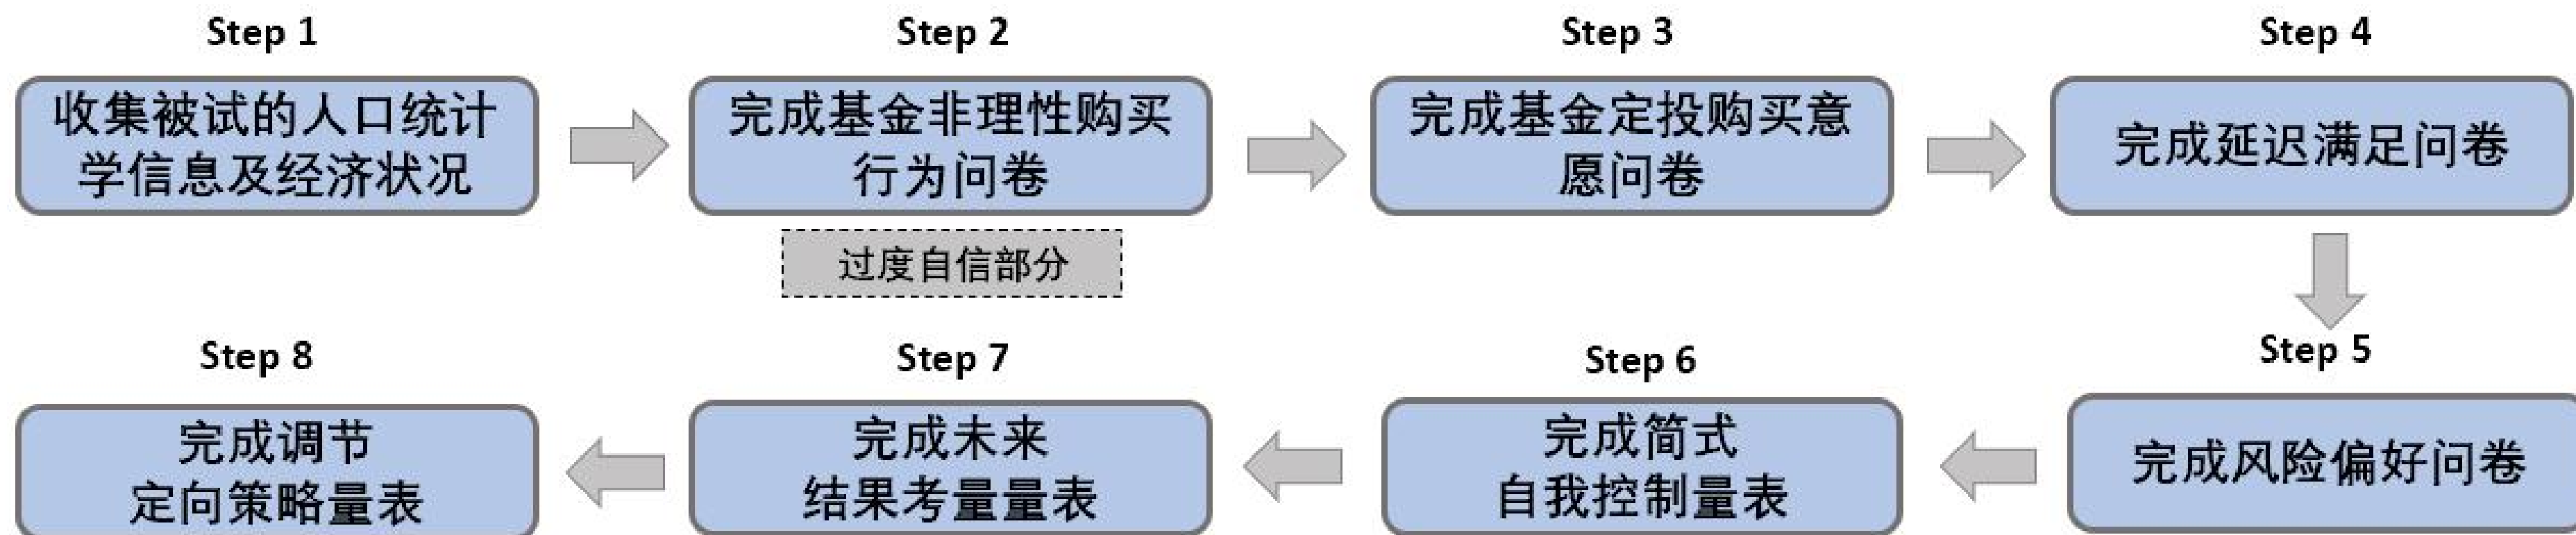 Step 1
收集被试的人口统计
学信息及经济状况
Step 2
完成基金非理性购买
行为问卷
过度自信部分
Step 3
完成基金定投购买意
愿问卷
Step 4
完成延迟满足问卷
Step 5
完成风险偏好问卷
Step 6
完成简式
自我控制量表
Step 7
完成未来
结果考量量表
Step 8
完成调节
定向策略量表